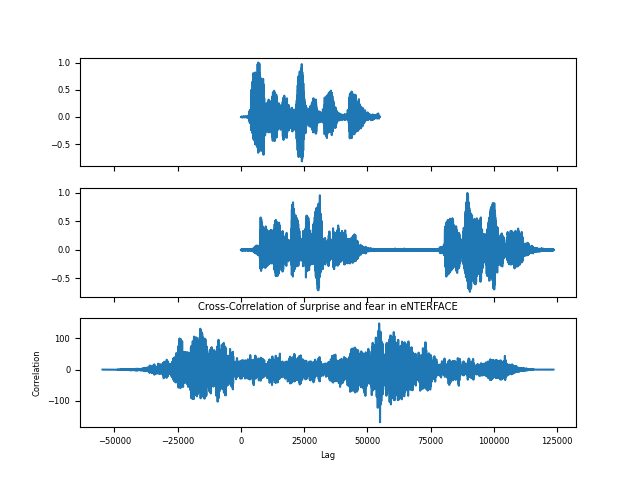 1.0
0.5
0.0
−0.5
1.0
0.5
0.0
−0.5
Cross-Correlation of surprise and fear in eNTERFACE
100
0
−100
Correlation
−50000 −25000 0 25000 50000 75000 100000 125000
Lag